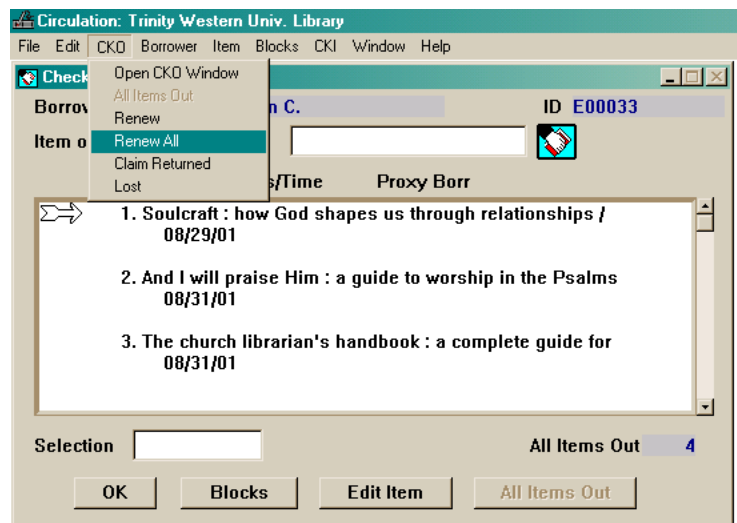 Circulation: Trinity Western Univ. Library
File Edit CKO Borrower Item Blocks CKI Window Help
Check
Open CKO Window
All Items Out
Renew
Renew All
Claim Returned
Lost
Borrow n C. ID E00033
Item o
s/Time Proxy Borr
1. Soulcraft : how God shapes us through relationships /
08/29/01
2. And I will praise Him : a guide to worship in the Psalms
08/31/01
3. The church librarian's handbook : a complete guide for
08/31/01
Selection All Items Out 4
OK Blocks Edit Item All Items Out